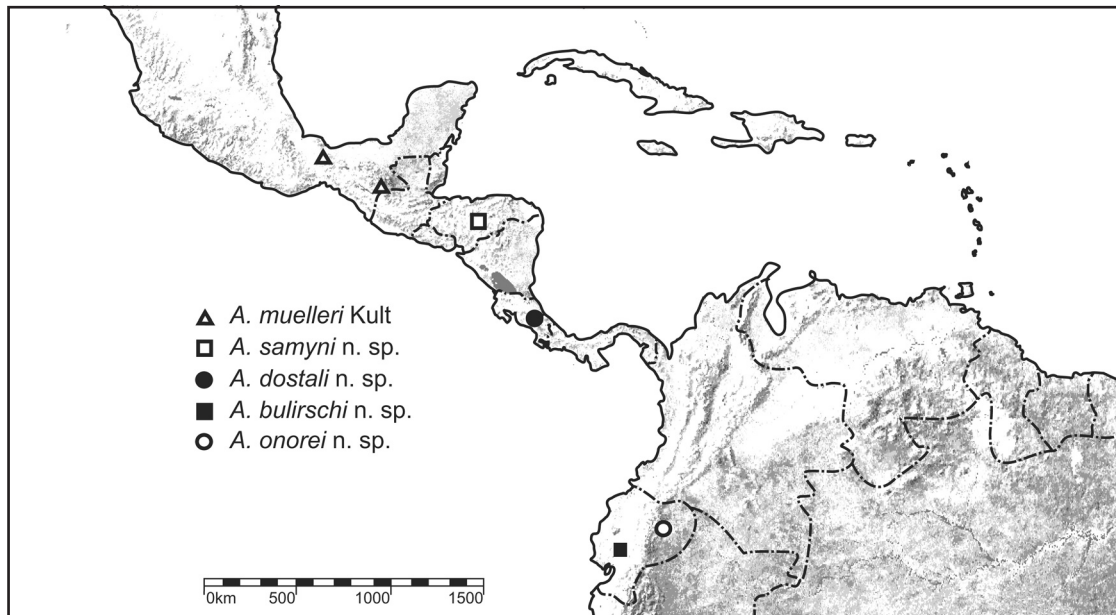 A. muelleri Kult
A. samyni n. sp.
A. dostali n. sp.
A. bulirschi n. sp.
A. onorei n. sp.
0km 500 1000 1500